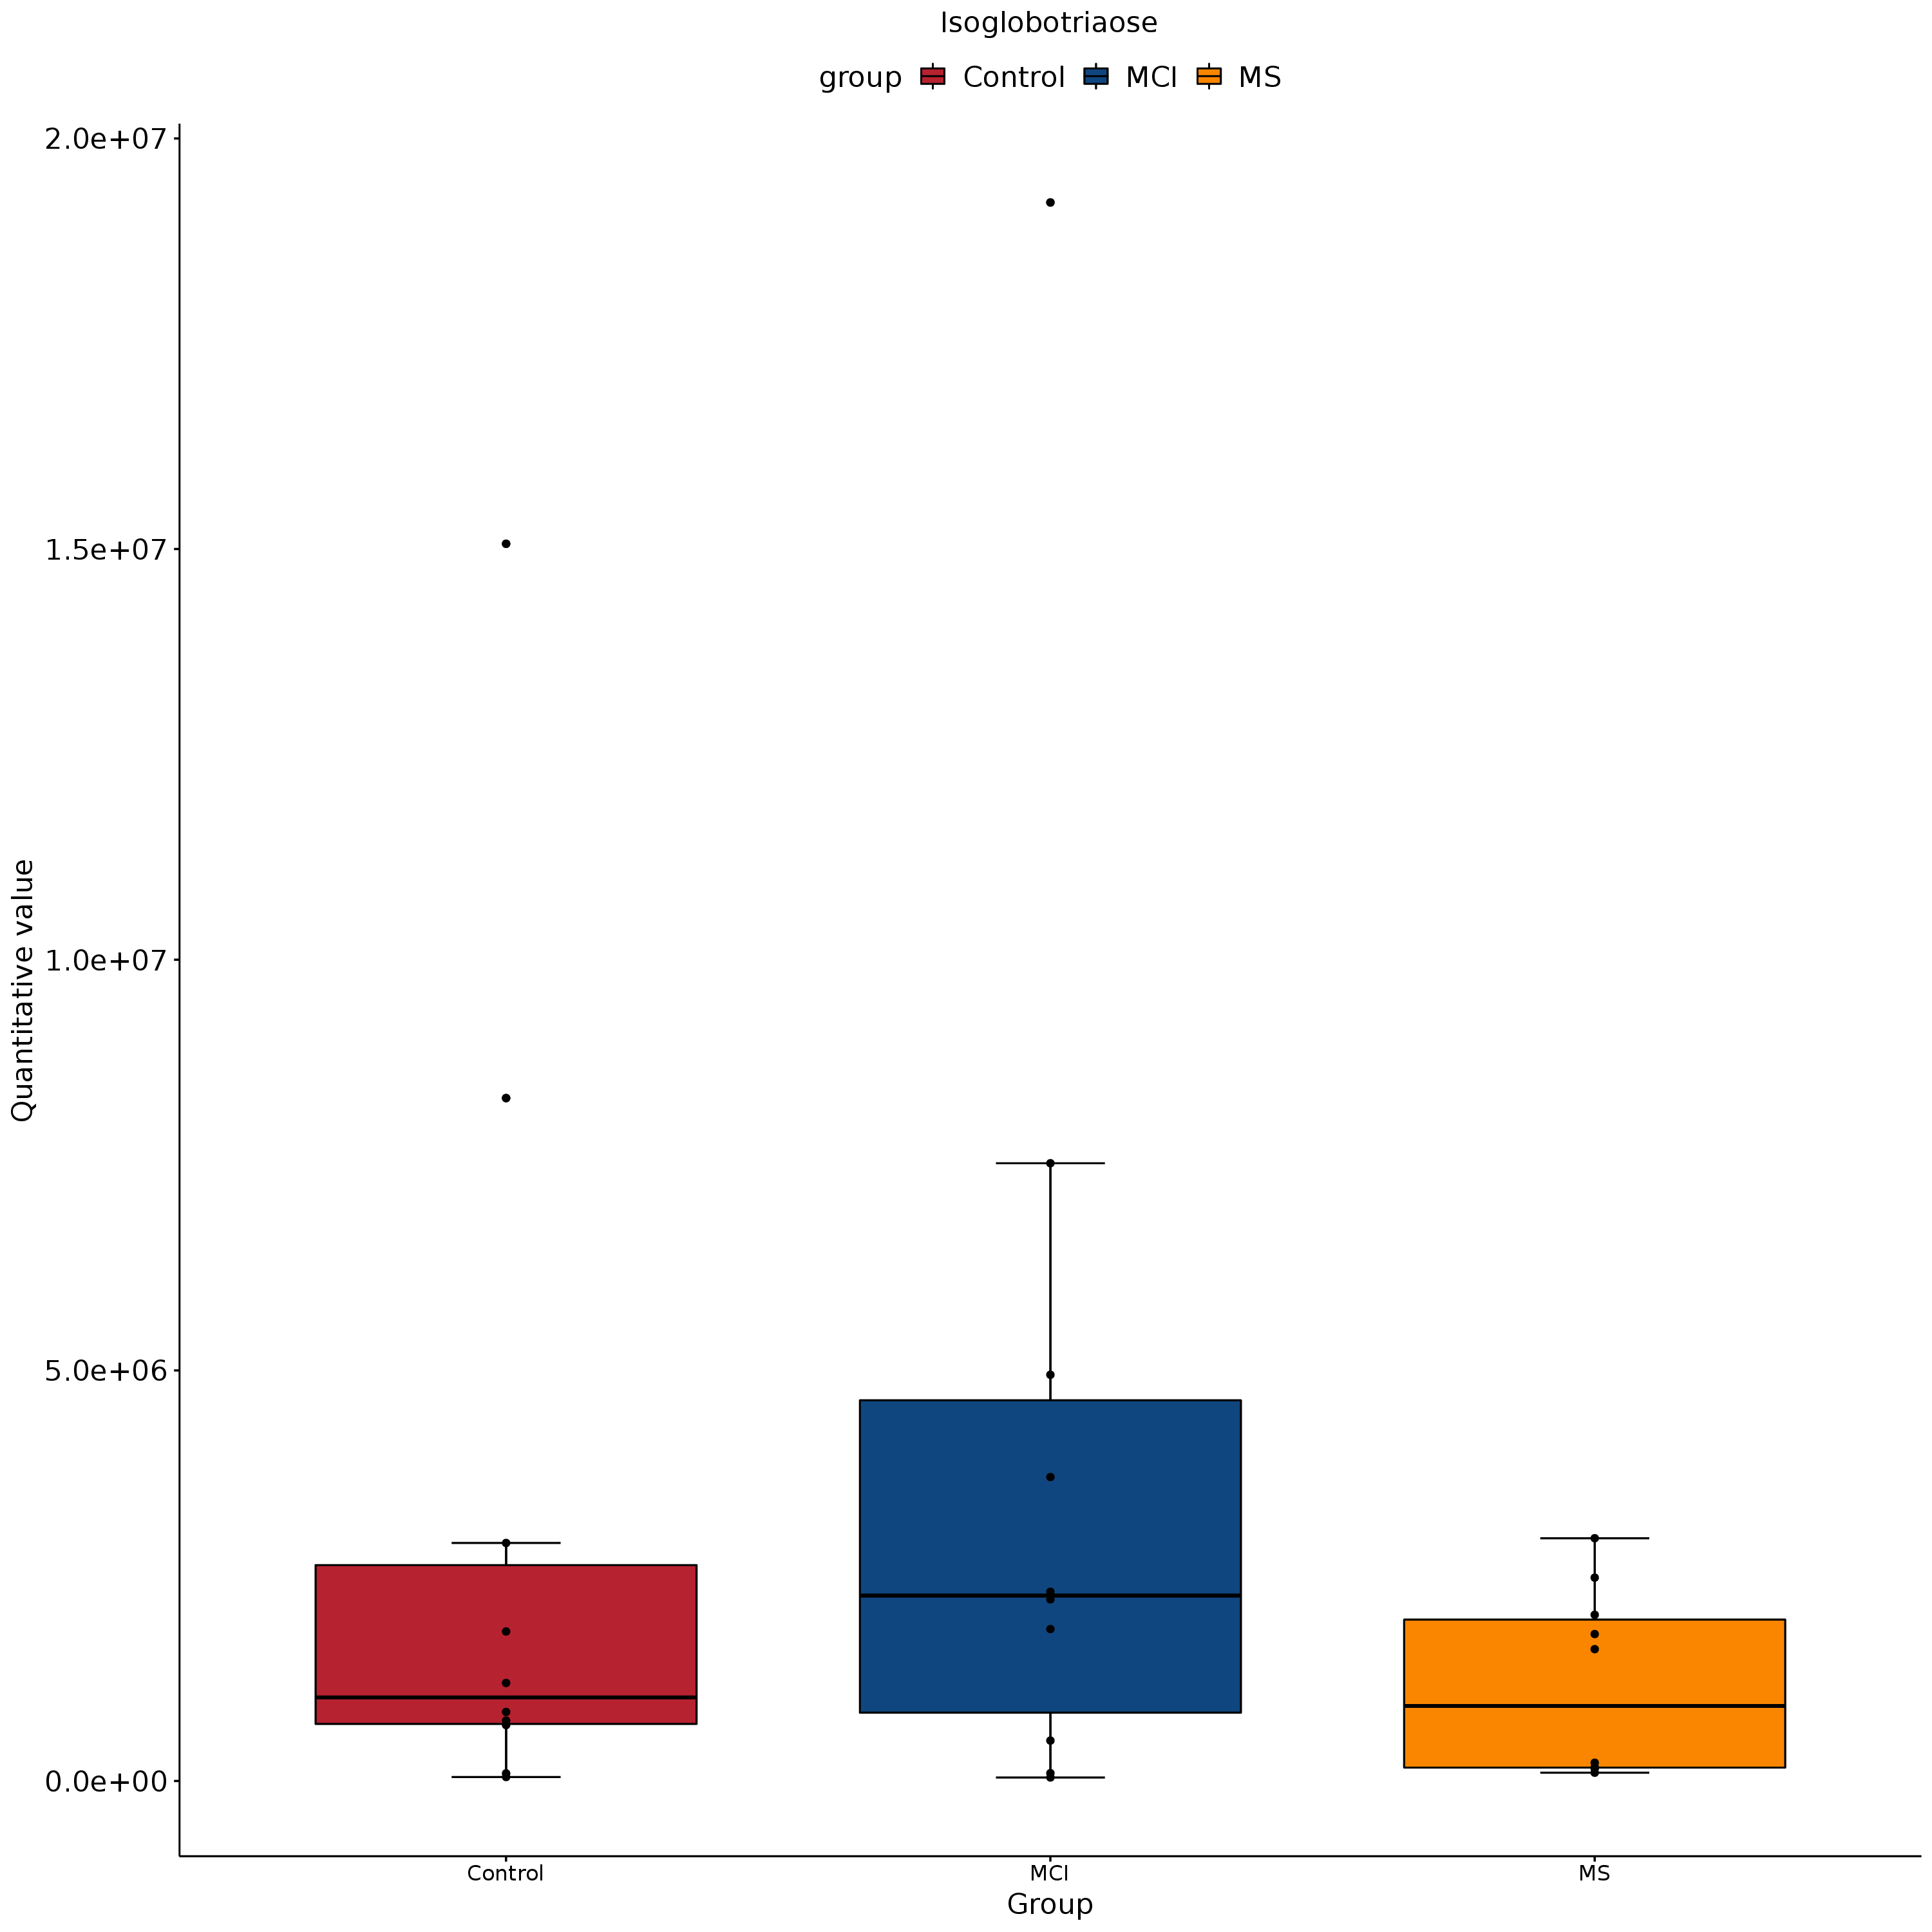 Isoglobotriaose
group Control MCI MS
2.0e+07
1.5e+07
1.0e+07
5.0e+06
0.0e+00
Quantitative value
Control MCI MS
Group